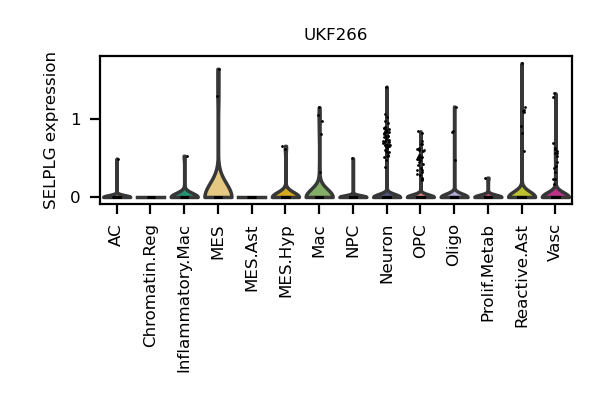 UKF266
SELPLG expression
1
0
AC
Chromatin.Reg
Inflammatory.Mac
MES
MES.Ast
MES.Hyp
Mac
NPC
Neuron
OPC
Oligo
Prolif.Metab
Reactive.Ast
Vasc